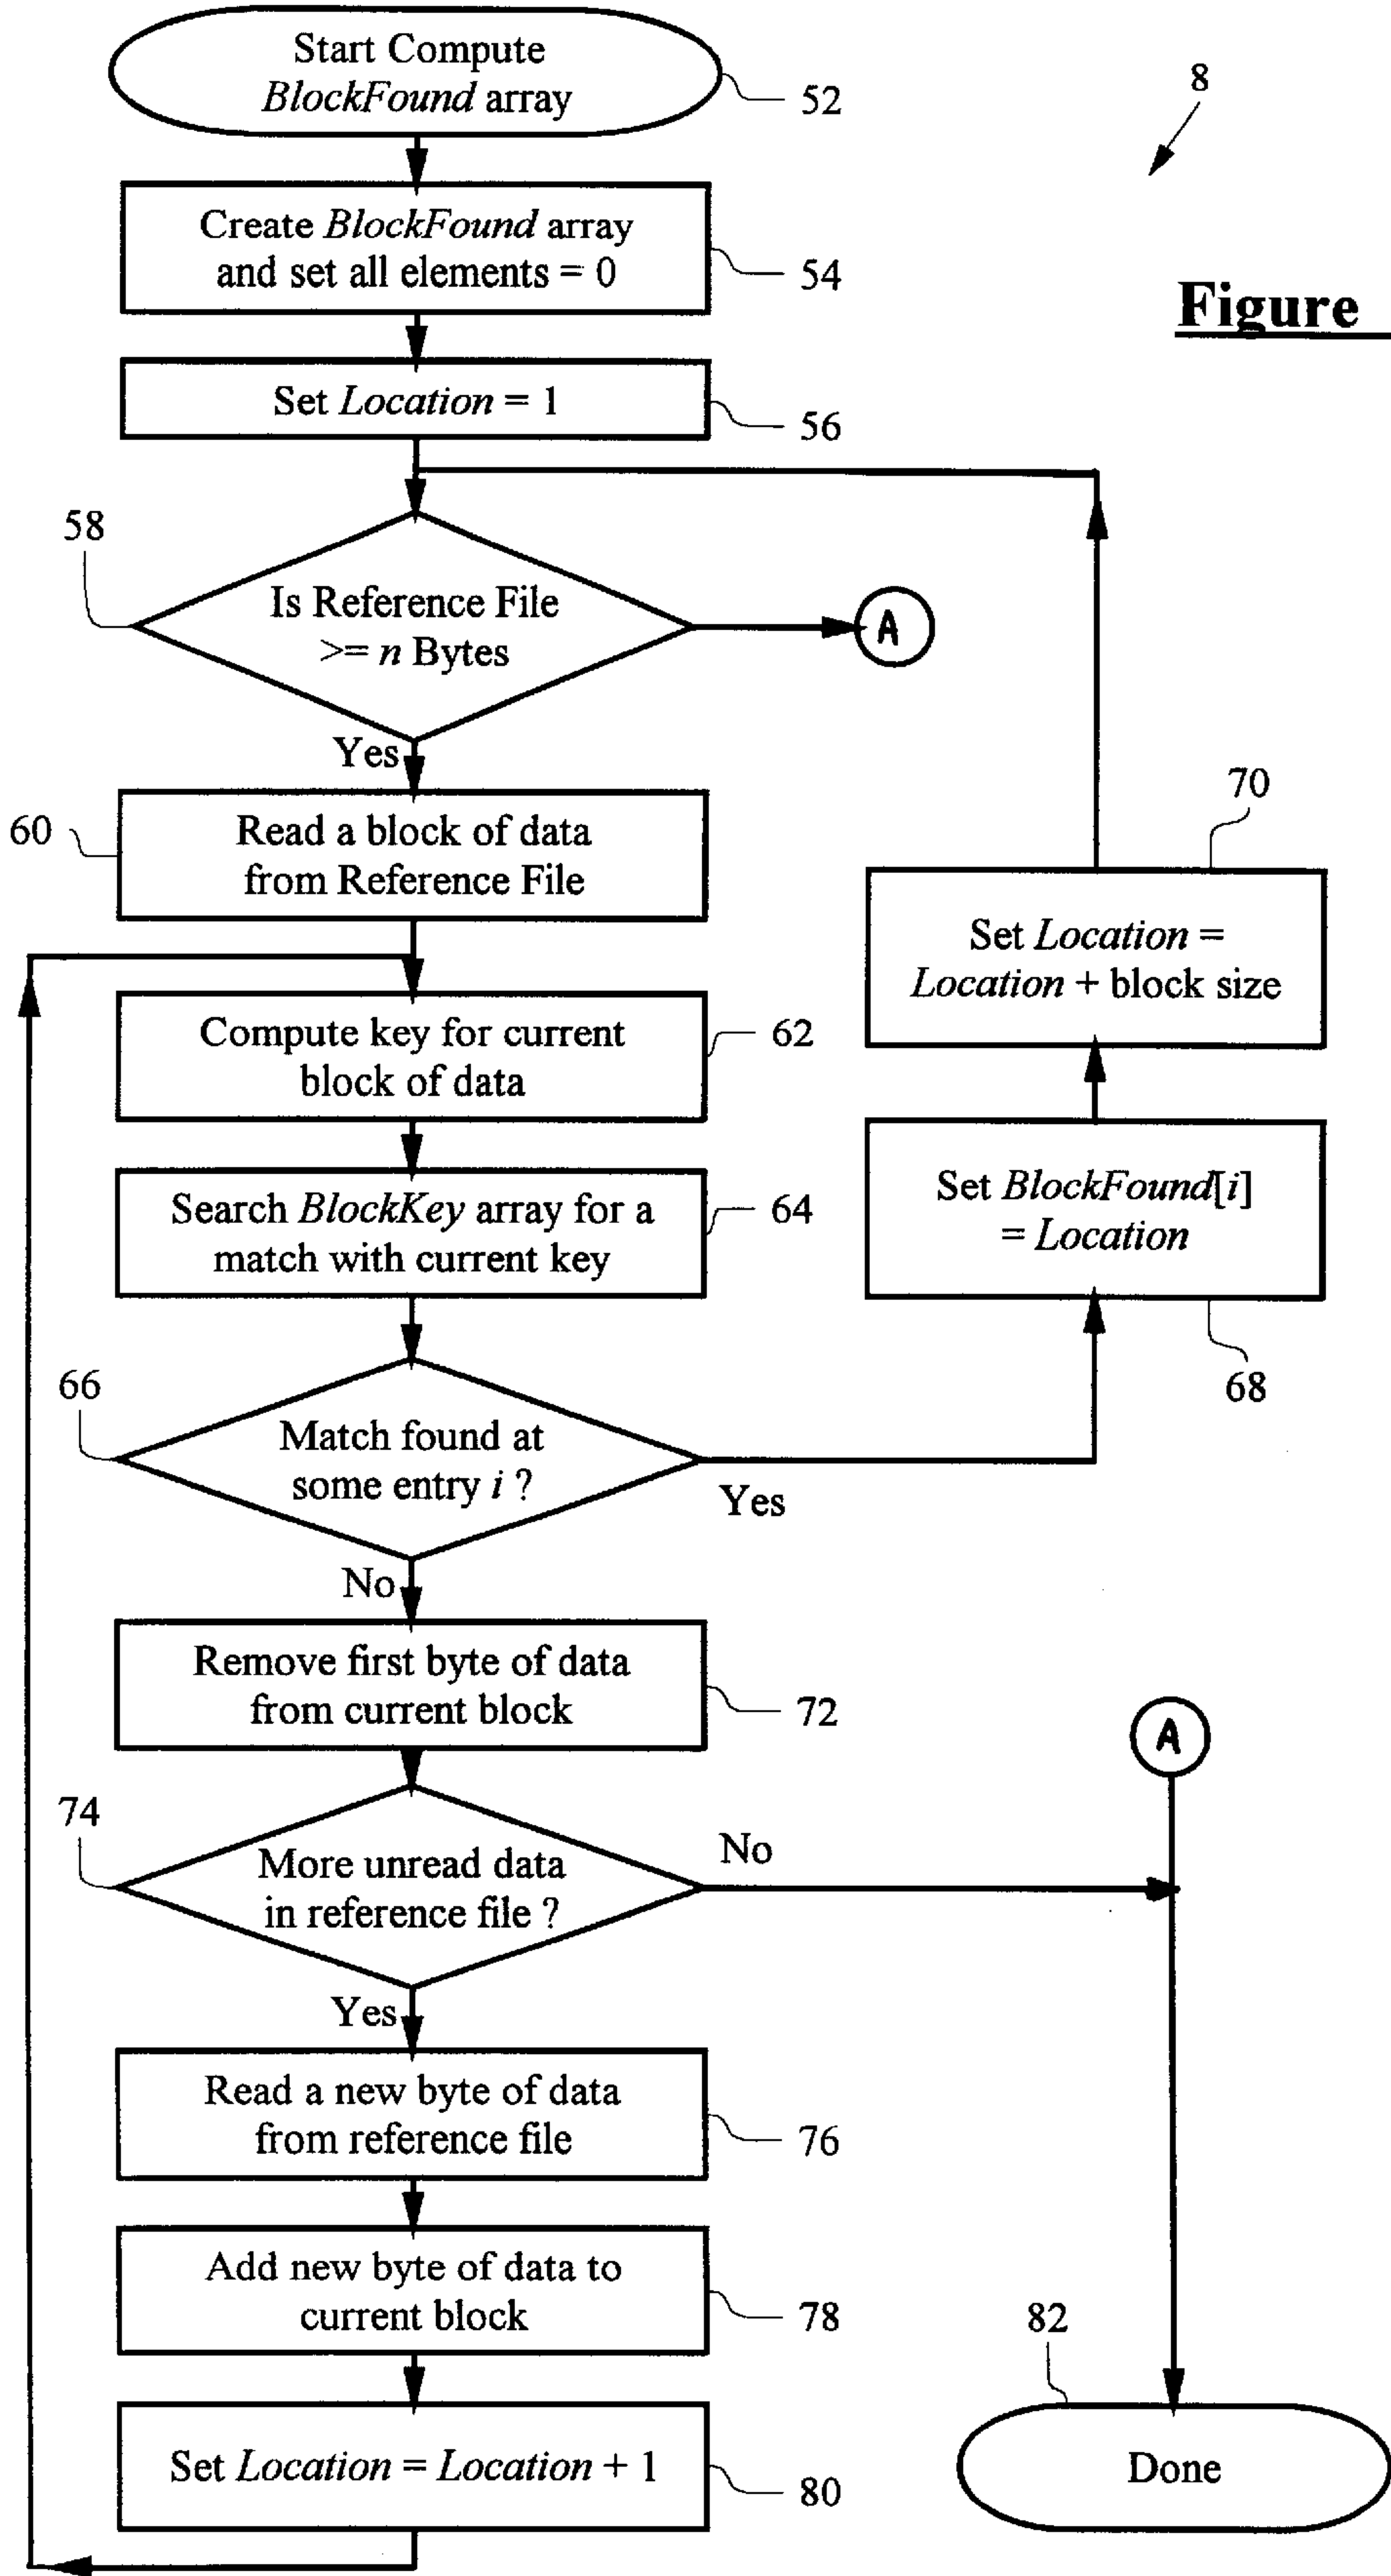 Start Compute
BlockFound array
52
8
Create BlockFound array
and set all elements = 0
54
Figure
Set Location = 1
56
58
Is Reference File
>= n Bytes
A
Yes
60
Read a block of data
from Reference File
70
Set Location =
Location + block size
Compute key for current
block of data
62
Search BlockKey array for a
match with current key
64
Set BlockFound[i]
= Location
68
66
Match found at
some entry i ?
Yes
No
Remove first byte of data
from current block
72
A
74
More unread data
in reference file ?
No
Yes
Read a new byte of data
from reference file
76
Add new byte of data to
current block
78
82
Set Location = Location + 1
80
Done